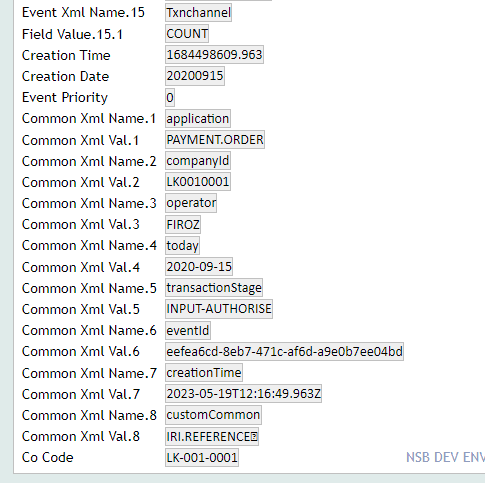 Event Xml Name.15 Txnchannel
Field Value.15.1 COUNT
Creation Time 1684498609.963
Creation Date 20200915
Event Priority 0
Common Xml Name.1 application
Common Xml Val.1 PAYMENT.ORDER
Common Xml Name.2 companyId
Common Xml Val.2 LK0010001
Common Xml Name.3 operator
Common Xml Val.3 FIROZ
Common Xml Name.4 today
Common Xml Val.4 2020-09-15
Common Xml Name.5 transactionStage
Common Xml Val.5 INPUT-AUTHORISE
Common Xml Name.6 eventId
Common Xml Val.6 eefea6cd-8eb7-471c-af6d-a9e0b7ee04bd
Common Xml Name.7 creationTime
Common Xml Val.7 2023-05-19T12:16:49.963Z
Common Xml Name.8 customCommon
Common Xml Val.8 IRI.REFERENCE
Co Code LK-001-0001
NSB DEV ENV